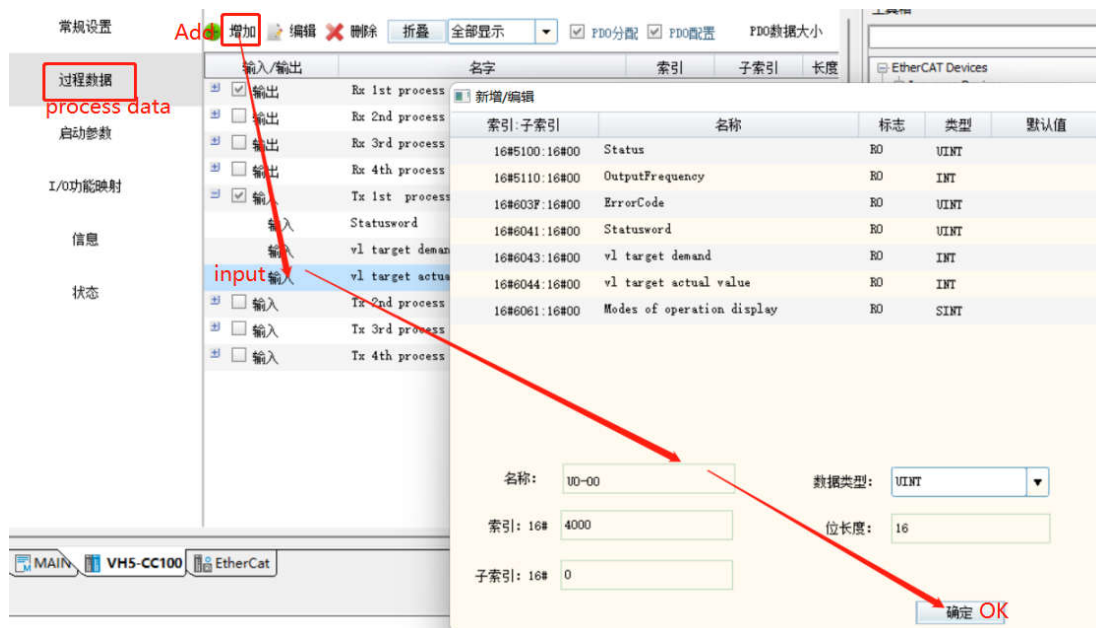 常规设置
过程数据
process data
启动参数
I/O功能映射
信息
状态
Add 增加 编辑 删除 折叠 全部显示 PDO分配 PDO配置 PDO数据大小
输入/输出 名字 索引 子索引 长度
输出 Rx 1st process
输出 Rx 2nd process
输出 Rx 3rd process
输出 Rx 4th process
输入 Tx 1st process
输入 Statusword
输入 vl target deman
input 输入 vl target actua
输入 Tx 2nd process
输入 Tx 3rd process
输入 Tx 4th process
EtherCAT Devices
新增/编辑
索引:子索引 名称 标志 类型 默认值
16#5100:16#00 Status RO UINT
16#5110:16#00 OutputFrequency RO INT
16#603F:16#00 ErrorCode RO UINT
16#6041:16#00 Statusword RO UINT
16#6043:16#00 vl target demand RO INT
16#6044:16#00 vl target actual value RO INT
16#6061:16#00 Modes of operation display RO SINT
名称: U0-00 数据类型: UINT
索引: 16# 4000 位长度: 16
子索引: 16# 0
确定 OK
MAIN VH5-CC100 EtherCat